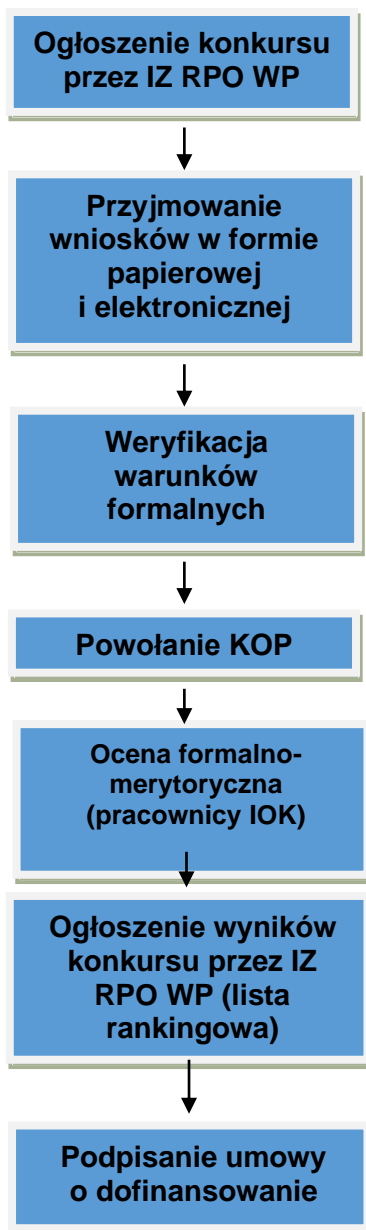 Ogłoszenie konkursu
przez IZ RPO WP
Przyjmowanie
wniosków w formie
papierowej
i elektronicznej
Weryfikacja
warunków
formalnych
Powołanie KOP
Ocena formalno-
merytoryczna
(pracownicy IOK)
Ogłoszenie wyników
konkursu przez IZ
RPO WP (lista
rankingowa)
Podpisanie umowy
o dofinansowanie